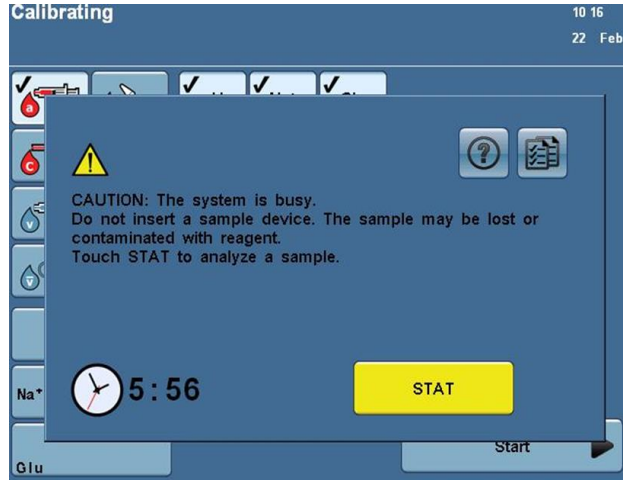 Calibrating
10 16
22 Feb
a
c
v
v
CAUTION: The system is busy.
Do not insert a sample device. The sample may be lost or
contaminated with reagent.
Touch STAT to analyze a sample.
5:56
STAT
Na+
Start
Glu